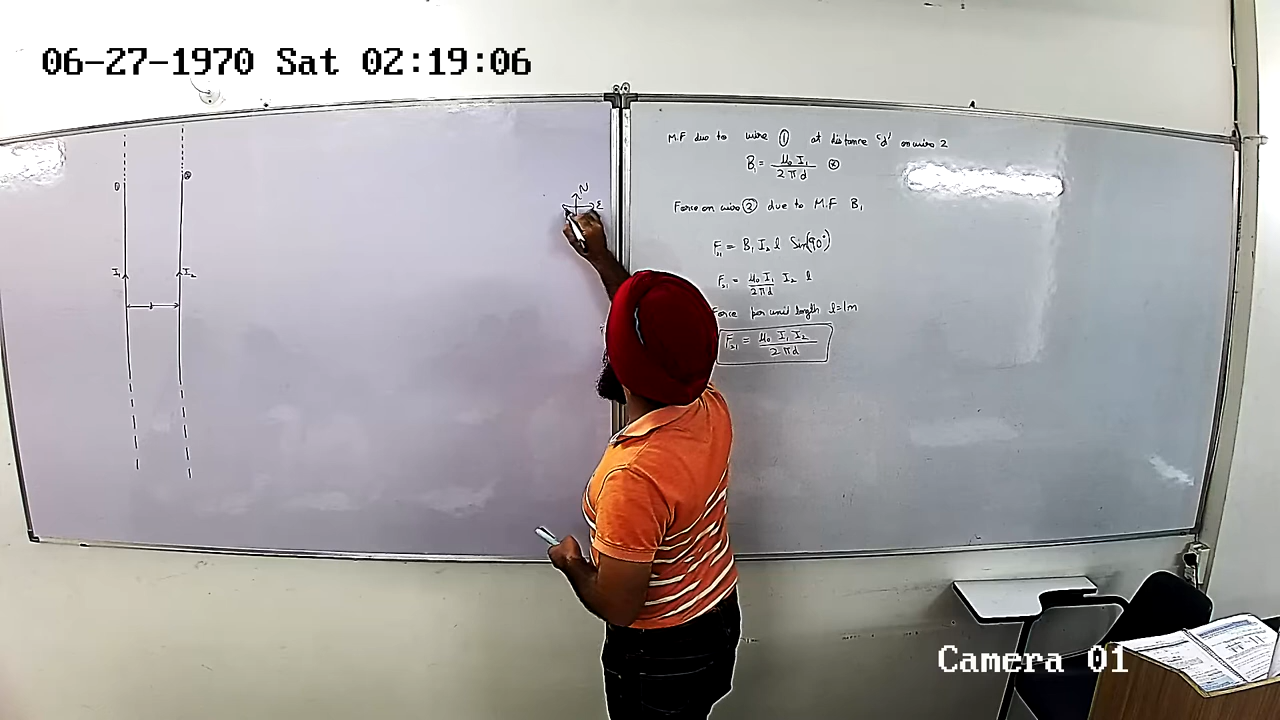 06-27-1970 Sat 02:19:06
① ②
I₁ I₂
N
E
M.F due to wire ① at distance 'd' on wire 2
B₁ = μ₀ I₁ / 2πd ⊗
Force on wire ② due to M.F B₁
F₂₁ = B₁ I₂ l Sin(90°)
F₂₁ = μ₀ I₁ / 2πd I₂ l
Force per unit length l=1m
F₂₁ = μ₀ I₁ I₂ / 2πd
Camera 01